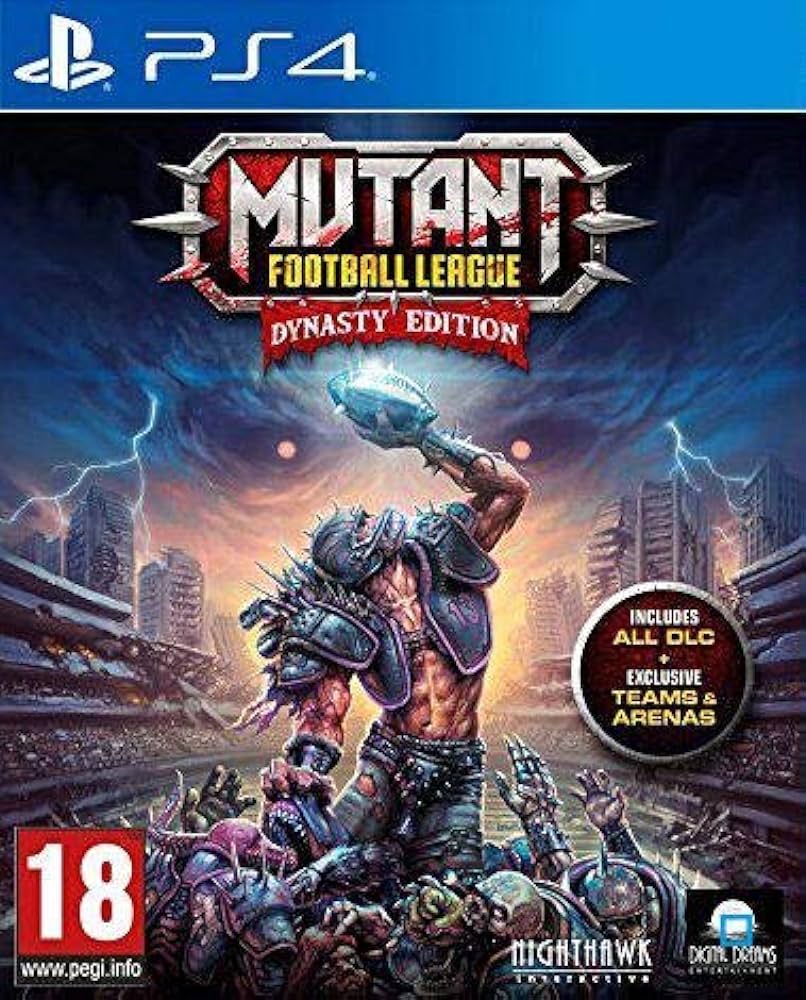 PS4
MUTANT
FOOTBALL LEAGUE
DYNASTY EDITION
INCLUDES
ALL DLC
+
EXCLUSIVE
TEAMS &
ARENAS
18
www.pegi.info
NIGHTHAWK
interactive
DIGITAL DREAMS
ENTERTAINMENT